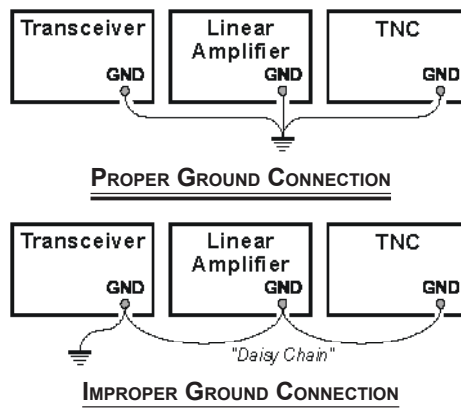 Transceiver
Linear
Amplifier
TNC
GND
GND
GND
PROPER GROUND CONNECTION
Transceiver
Linear
Amplifier
TNC
GND
GND
GND
"Daisy Chain"
IMPROPER GROUND CONNECTION